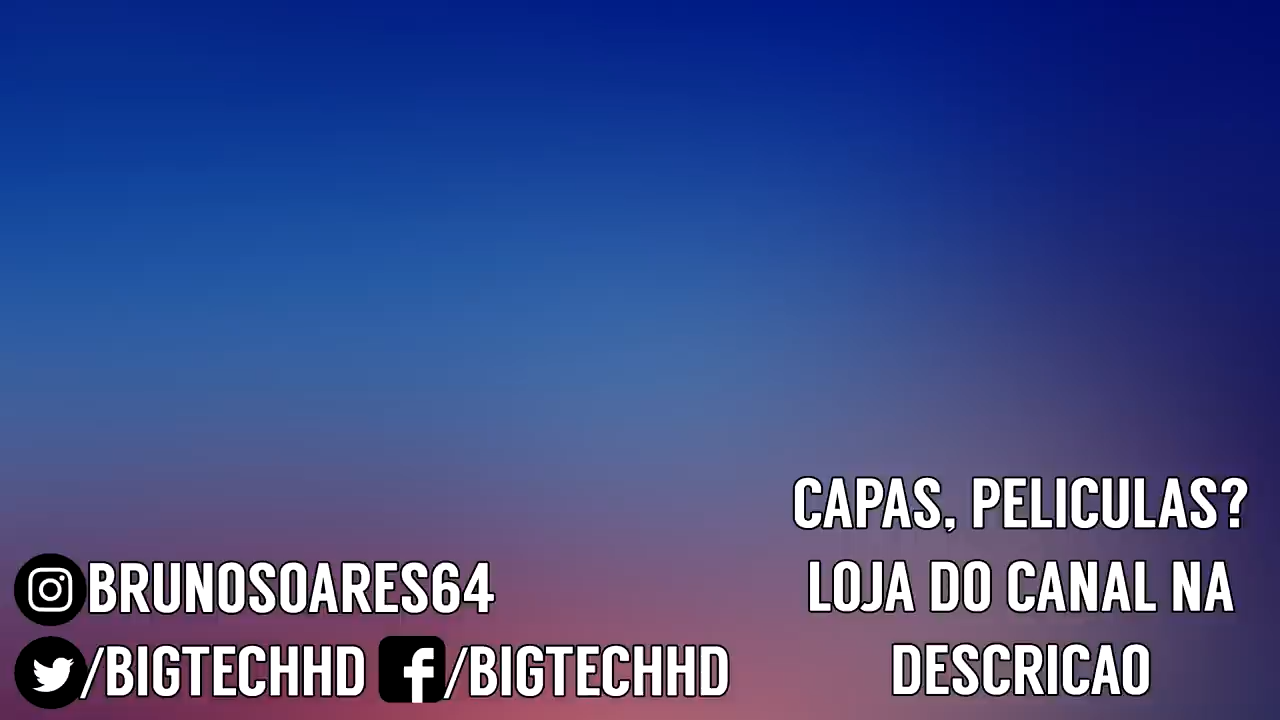 BRUNOSOARES64
/BIGTECHHD /BIGTECHHD
CAPAS, PELICULAS?
LOJA DO CANAL NA
DESCRICAO